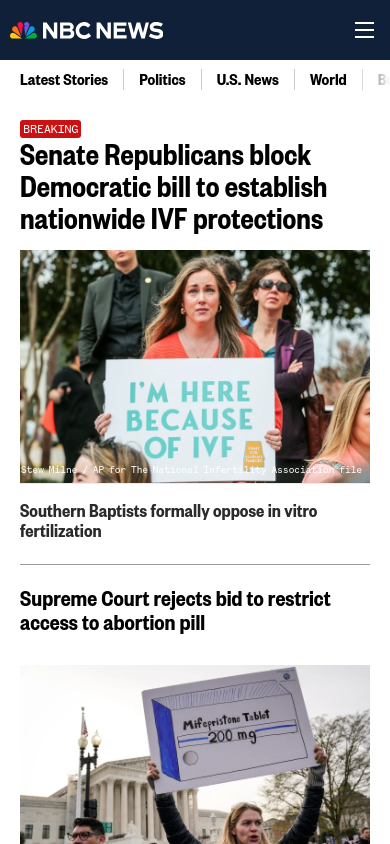 NBC NEWS
Latest Stories
Politics
U.S. News
World
BREAKING
Senate Republicans block
Democratic bill to establish
nationwide IVF protections
I'M HERE
BECAUSE
OF IVF
Stew Milne / AP for The National Infertility Association file
Southern Baptists formally oppose in vitro
fertilization
Supreme Court rejects bid to restrict
access to abortion pill
Mifepristone Tablet
200 mg